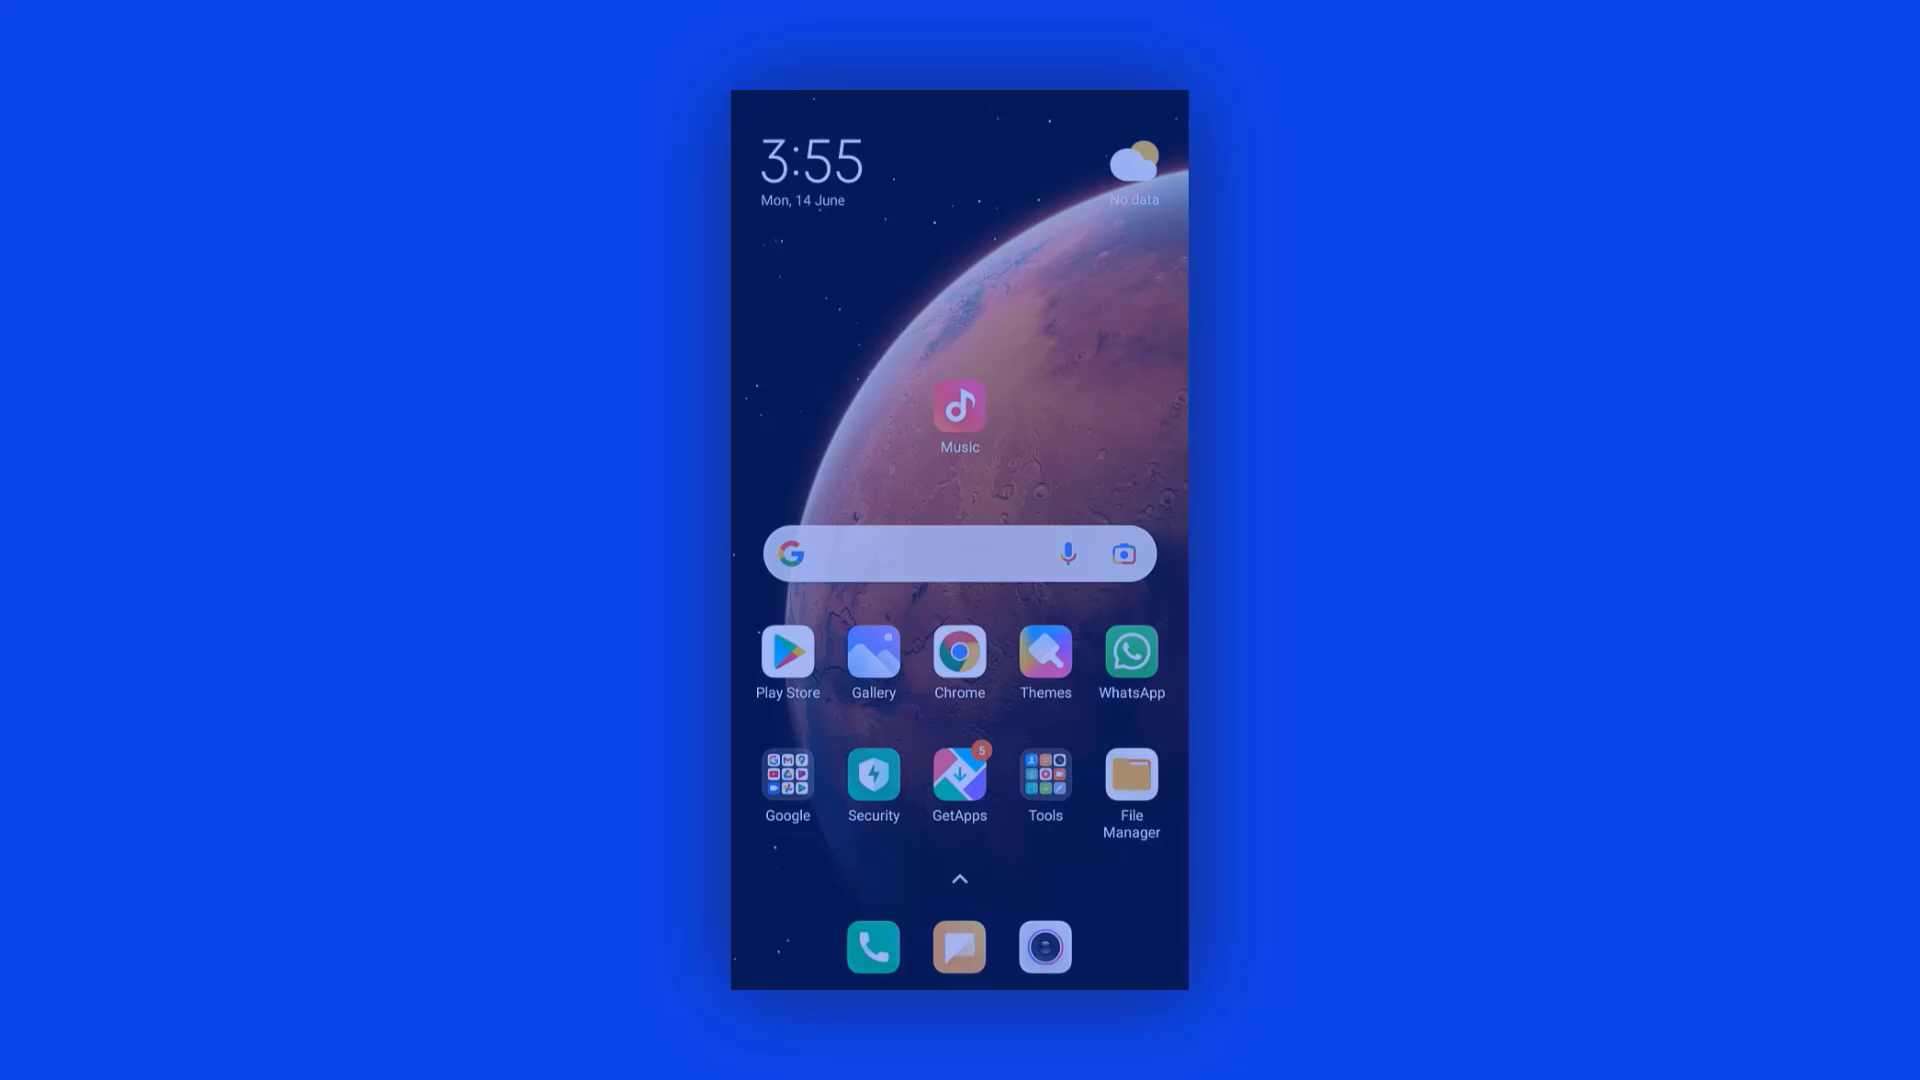 3:55
Mon, 14 June
No data
Music
Play Store
Gallery
Chrome
Themes
WhatsApp
5
Google
Security
GetApps
Tools
File
Manager